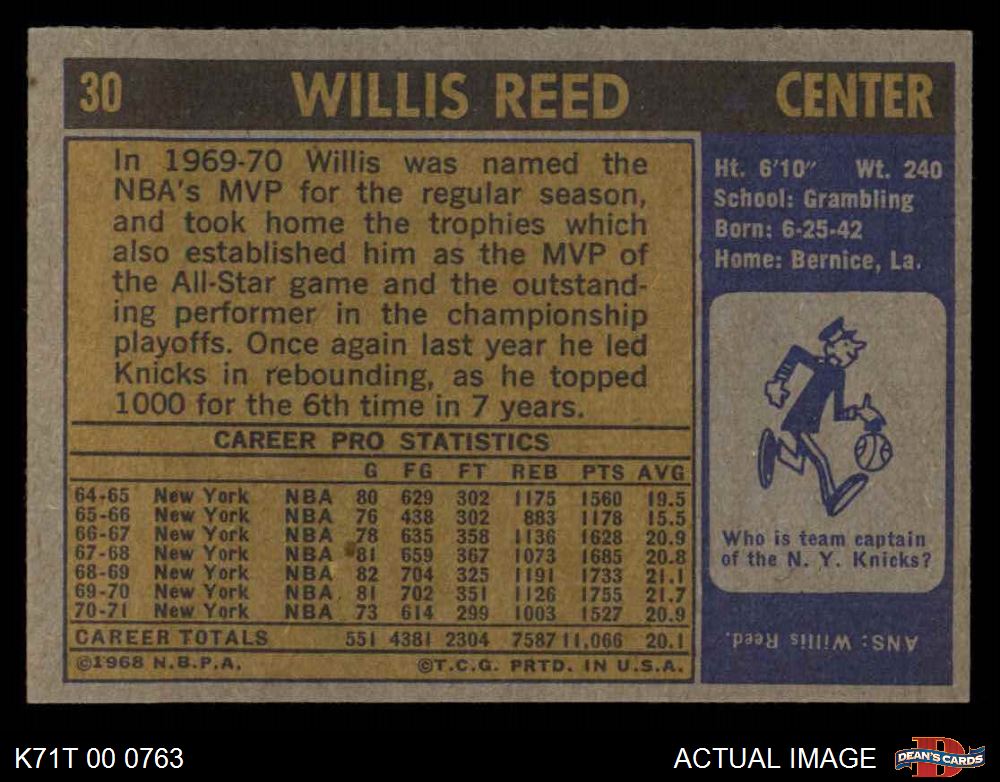 30 WILLIS REED CENTER
In 1969-70 Willis was named the
NBA's MVP for the regular season,
and took home the trophies which
also established him as the MVP of
the All-Star game and the outstand-
ing performer in the championship
playoffs. Once again last year he led
Knicks in rebounding, as he topped
1000 for the 6th time in 7 years.
CAREER PRO STATISTICS
G FG FT REB PTS AVG
64-65 New York NBA 80 629 302 1175 1560 19.5
65-66 New York NBA 76 438 302 883 1178 15.5
66-67 New York NBA 78 635 358 1136 1628 20.9
67-68 New York NBA 81 659 367 1073 1685 20.8
68-69 New York NBA 82 704 325 1191 1733 21.1
69-70 New York NBA 81 702 351 1126 1755 21.7
70-71 New York NBA 73 614 299 1003 1527 20.9
CAREER TOTALS 551 4381 2304 7587 11,066 20.1
©1968 N.B.P.A. ©T.C.G. PRTD. IN U.S.A.
Ht. 6'10" Wt. 240
School: Grambling
Born: 6-25-42
Home: Bernice, La.
Who is team captain
of the N. Y. Knicks?
ANS: Willis Reed.
K71T 00 0763 ACTUAL IMAGE
D
DEAN'S CARDS